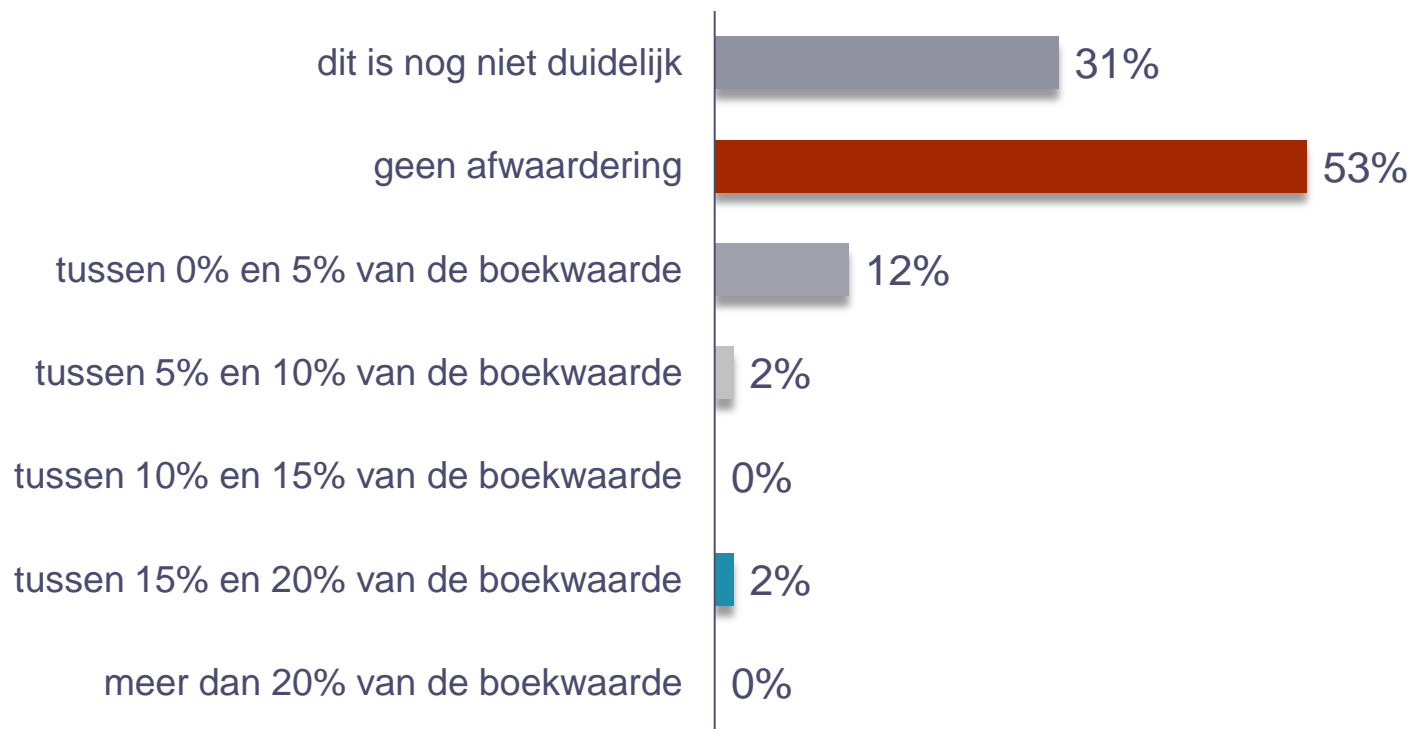 dit is nog niet duidelijk 31%
geen afwaardering 53%
tussen 0% en 5% van de boekwaarde 12%
tussen 5% en 10% van de boekwaarde 2%
tussen 10% en 15% van de boekwaarde 0%
tussen 15% en 20% van de boekwaarde 2%
meer dan 20% van de boekwaarde 0%